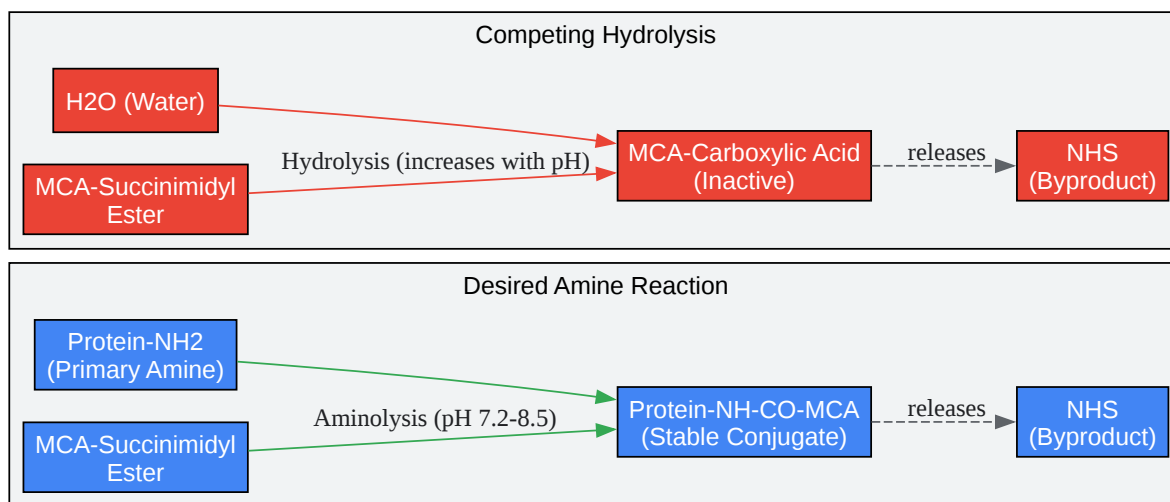 Competing Hydrolysis
H2O (Water)
Hydrolysis (increases with pH)
MCA-Succinimidyl
Ester
MCA-Carboxylic Acid
(Inactive)
releases
NHS
(Byproduct)
Desired Amine Reaction
Protein-NH2
(Primary Amine)
Aminolysis (pH 7.2-8.5)
MCA-Succinimidyl
Ester
Protein-NH-CO-MCA
(Stable Conjugate)
releases
NHS
(Byproduct)